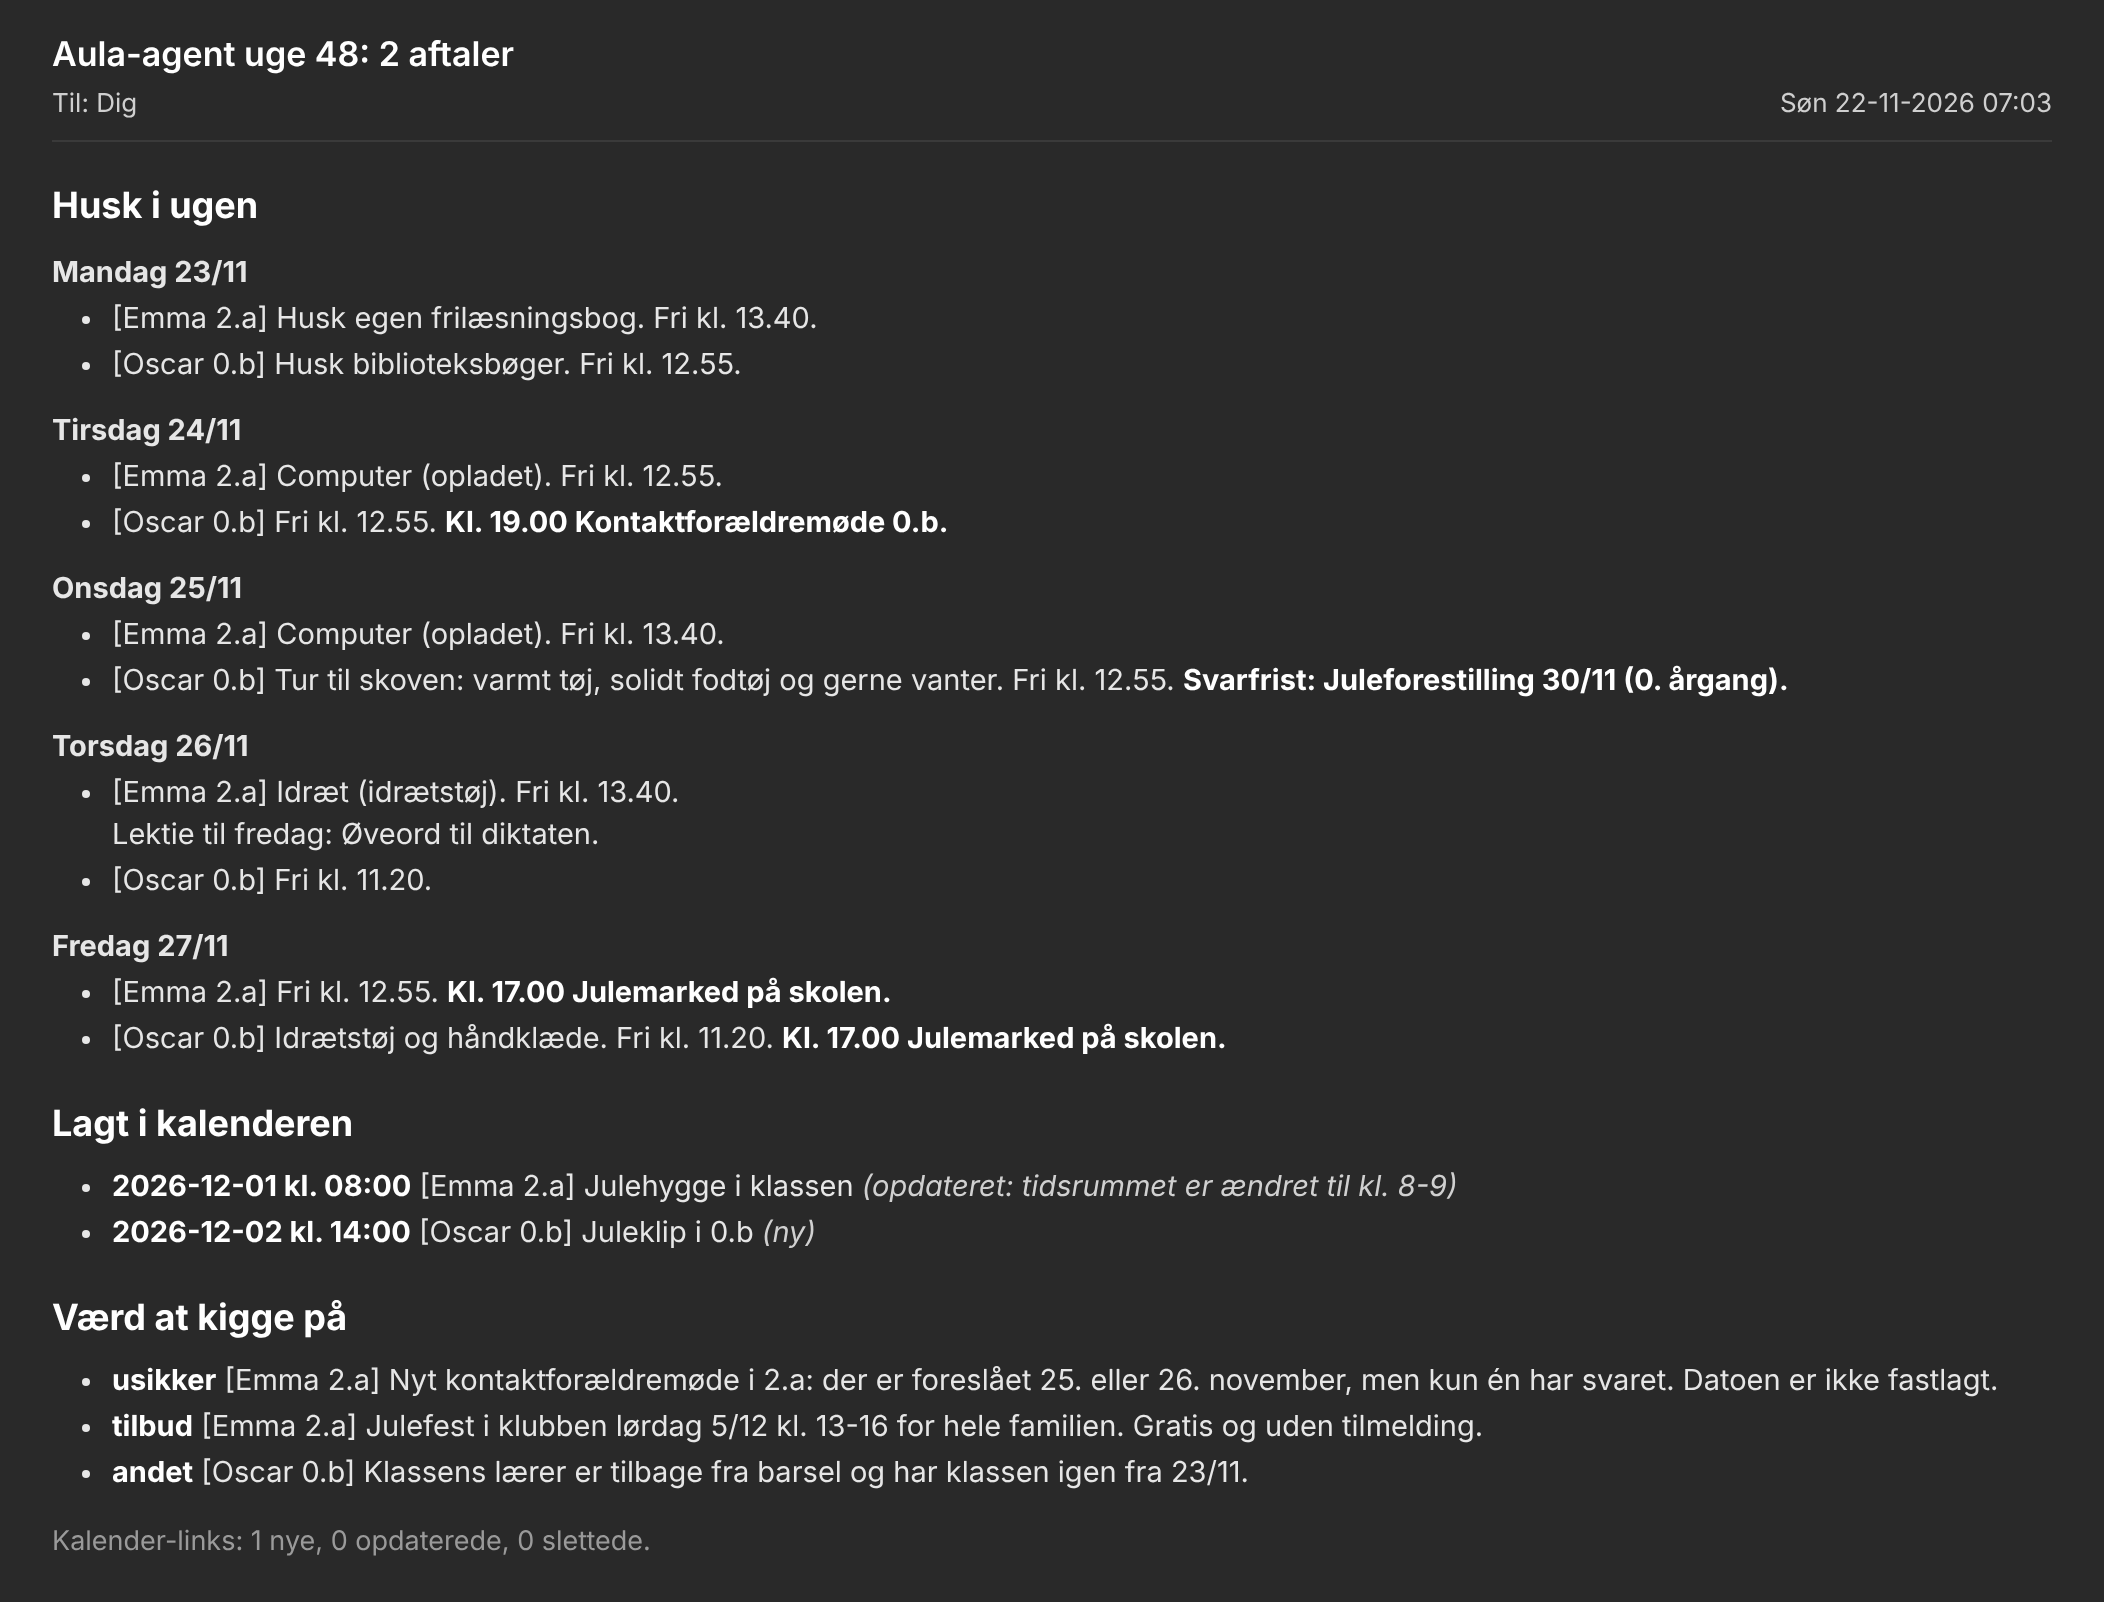 Aula-agent uge 48: 2 aftaler
Til: Dig
Søn 22-11-2026 07:03
Husk i ugen
Mandag 23/11
• [Emma 2.a] Husk egen frilæsningsbog. Fri kl. 13.40.
• [Oscar 0.b] Husk biblioteksbøger. Fri kl. 12.55.
Tirsdag 24/11
• [Emma 2.a] Computer (opladet). Fri kl. 12.55.
• [Oscar 0.b] Fri kl. 12.55. Kl. 19.00 Kontaktforældremøde 0.b.
Onsdag 25/11
• [Emma 2.a] Computer (opladet). Fri kl. 13.40.
• [Oscar 0.b] Tur til skoven: varmt tøj, solidt fodtøj og gerne vanter. Fri kl. 12.55. Svarfrist: Juleforestilling 30/11 (0. årgang).
Torsdag 26/11
• [Emma 2.a] Idræt (idrætstøj). Fri kl. 13.40.
Lektie til fredag: Øveord til diktaten.
• [Oscar 0.b] Fri kl. 11.20.
Fredag 27/11
• [Emma 2.a] Fri kl. 12.55. Kl. 17.00 Julemarked på skolen.
• [Oscar 0.b] Idrætstøj og håndklæde. Fri kl. 11.20. Kl. 17.00 Julemarked på skolen.
Lagt i kalenderen
• 2026-12-01 kl. 08:00 [Emma 2.a] Julehygge i klassen (opdateret: tidsrummet er ændret til kl. 8-9)
• 2026-12-02 kl. 14:00 [Oscar 0.b] Juleklip i 0.b (ny)
Værd at kigge på
• usikker [Emma 2.a] Nyt kontaktforældremøde i 2.a: der er foreslået 25. eller 26. november, men kun én har svaret. Datoen er ikke fastlagt.
• tilbud [Emma 2.a] Julefest i klubben lørdag 5/12 kl. 13-16 for hele familien. Gratis og uden tilmelding.
• andet [Oscar 0.b] Klassens lærer er tilbage fra barsel og har klassen igen fra 23/11.
Kalender-links: 1 nye, 0 opdaterede, 0 slettede.